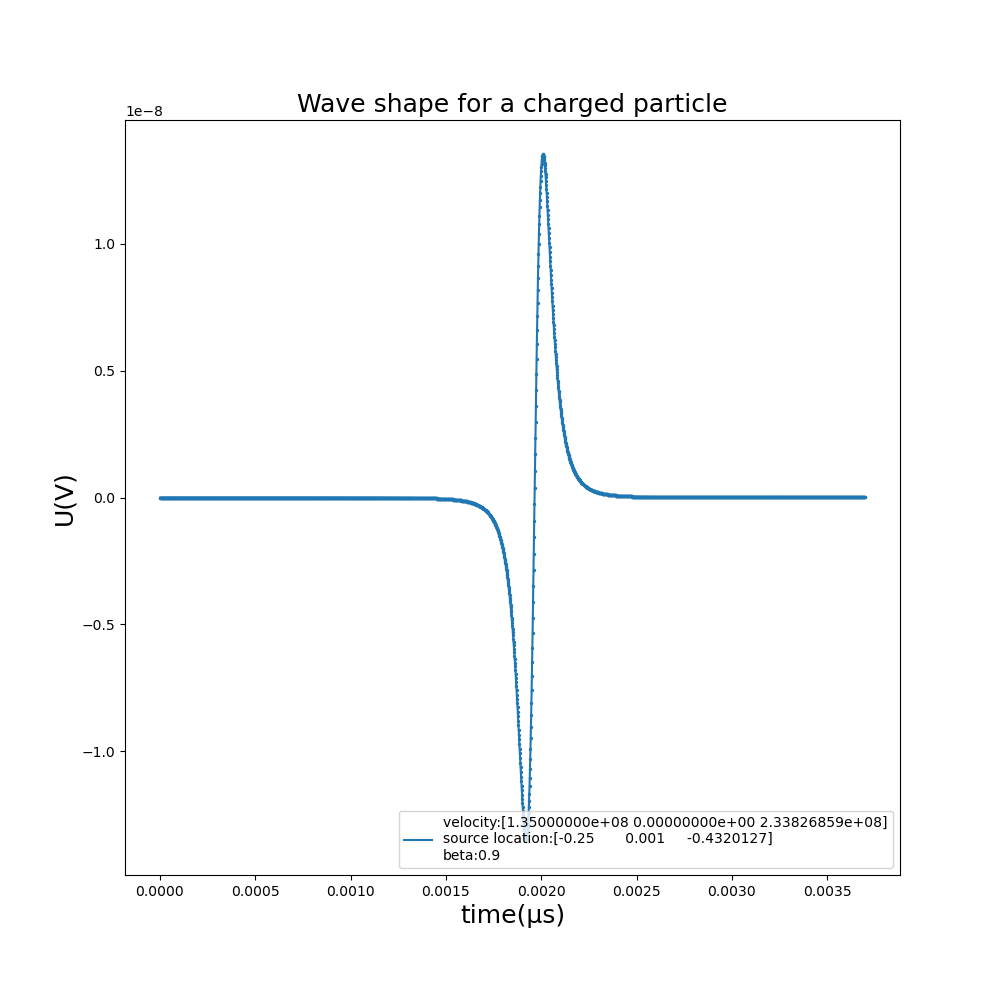 Wave shape for a charged particle
1e−8
1.0
0.5
0.0
−0.5
−1.0
U(V)
velocity:[1.35000000e+08 0.00000000e+00 2.33826859e+08]
source location:[-0.25 0.001 -0.4320127]
beta:0.9
0.0000 0.0005 0.0010 0.0015 0.0020 0.0025 0.0030 0.0035
time(μs)